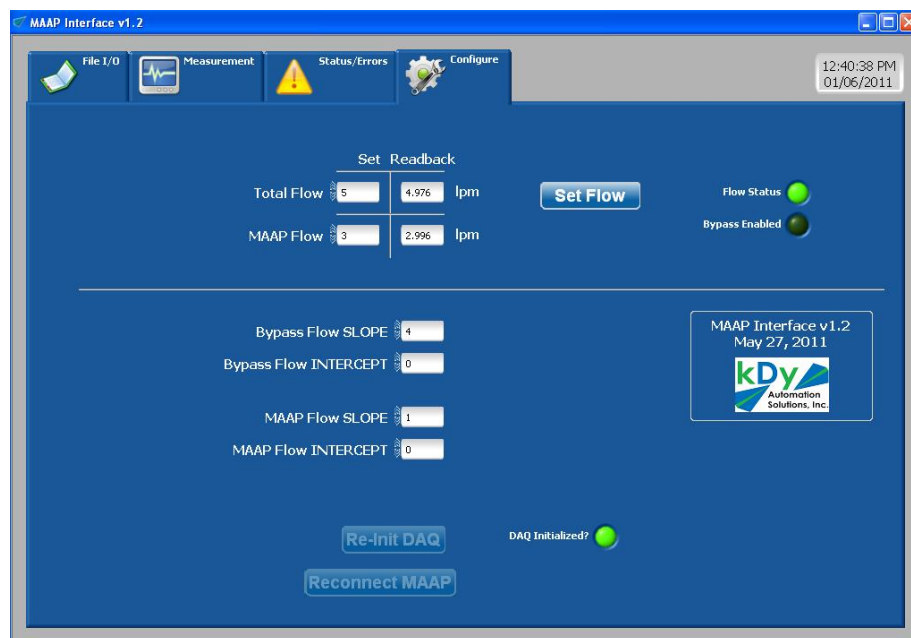 MAAP Interface v1.2
File I/O
Measurement
Status/Errors
Configure
12:40:38 PM
01/06/2011
Set Readback
Total Flow 5 4.976 lpm
Set Flow
Flow Status
MAAP Flow 3 2.996 lpm
Bypass Enabled
Bypass Flow SLOPE 4
Bypass Flow INTERCEPT 0
MAAP Flow SLOPE 1
MAAP Flow INTERCEPT 0
MAAP Interface v1.2
May 27, 2011
kDy
Automation
Solutions, Inc.
Re-Init DAQ
DAQ Initialized?
Reconnect MAAP